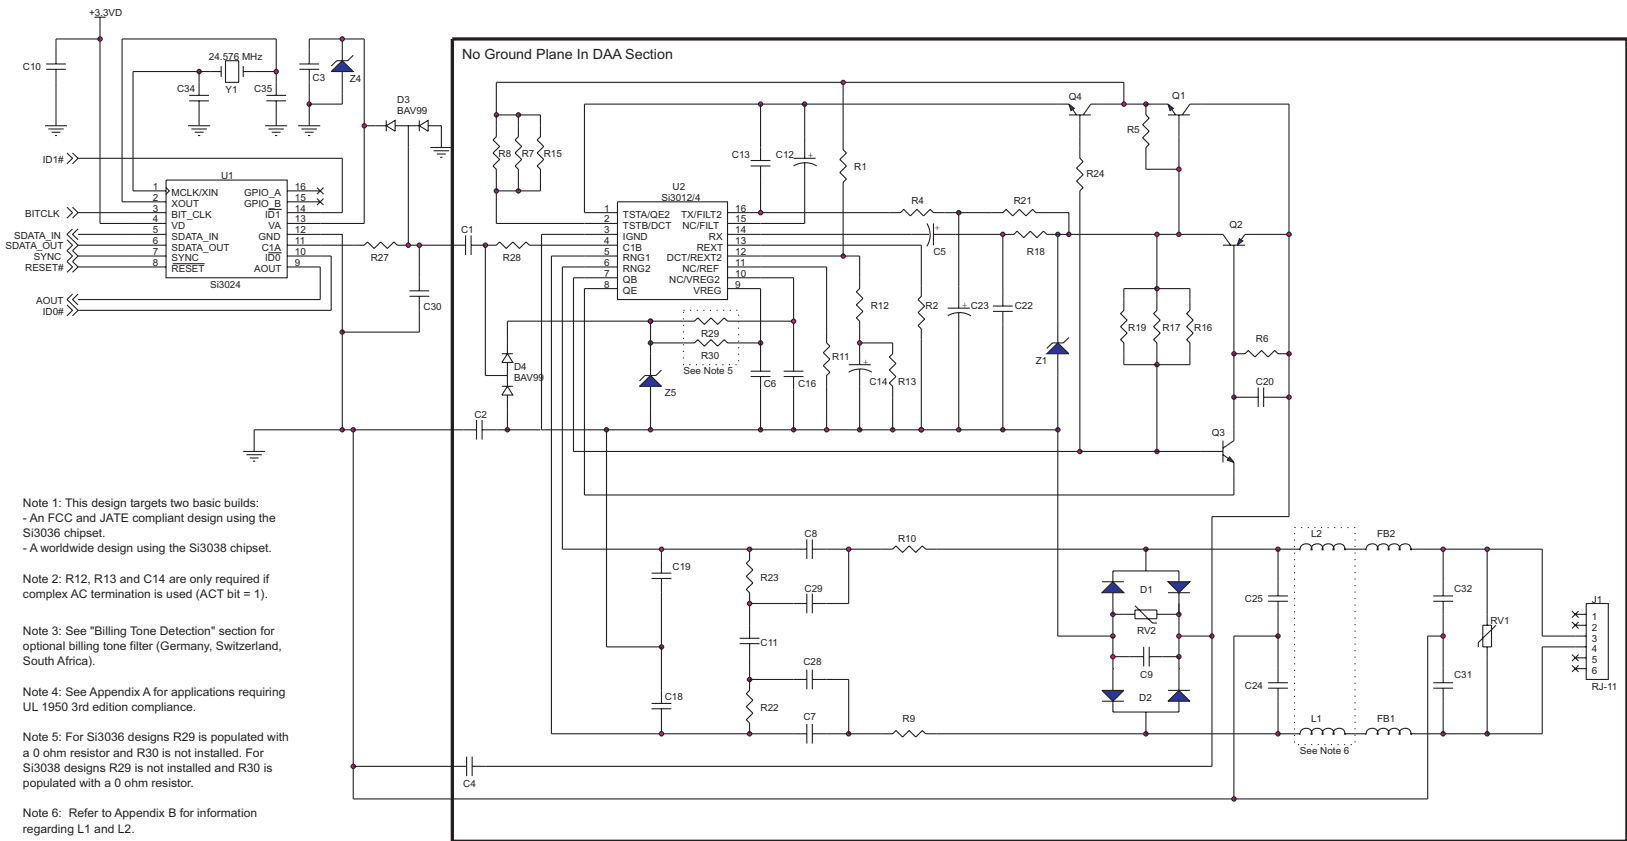 +3.3VD
No Ground Plane In DAA Section
C10
24.576 MHz
C34
Y1
C35
C3
Z4
D3
BAV99
ID1#
BITCLK
SDATA_IN
SDATA_OUT
SYNC
RESET#
AOUT
ID0#
U1
1 MCLK/XIN GPIO_A 16
2 XOUT GPIO_B 15
3 BIT_CLK ID1 14
4 VD VA 13
5 SDATA_IN GND 12
6 SDATA_OUT C1A 11
7 SYNC ID0 10
8 RESET AOUT 9
Si3024
R27
C30
C1
R28
C2
D4
BAV99
R8
R7
R15
U2
Si3012/4
1 TSTA/QE2 TX/FILT2 16
2 TSTB/DCT NC/FILT 15
3 IGND RX 14
4 C1B REXT 13
5 RNG1 DCT/REXT2 12
6 RNG2 NC/REF 11
7 QB NC/VREG2 10
8 QE VREG 9
C13
C12
+
R1
Q4
Q1
R5
R24
R4
R21
C5
+
R18
Q2
R12
R2
C23
+
C22
R19
R17
R16
R6
C20
Z1
R29
R30
See Note 5
Z5
C6
C16
R11
C14
+
R13
Q3
Note 1: This design targets two basic builds:
- An FCC and JATE compliant design using the
Si3036 chipset.
- A worldwide design using the Si3038 chipset.
Note 2: R12, R13 and C14 are only required if
complex AC termination is used (ACT bit = 1).
Note 3: See "Billing Tone Detection" section for
optional billing tone filter (Germany, Switzerland,
South Africa).
Note 4: See Appendix A for applications requiring
UL 1950 3rd edition compliance.
Note 5: For Si3036 designs R29 is populated with
a 0 ohm resistor and R30 is not installed. For
Si3038 designs R29 is not installed and R30 is
populated with a 0 ohm resistor.
Note 6: Refer to Appendix B for information
regarding L1 and L2.
C8
R10
C19
R23
C29
C11
C28
C18
R22
C7
R9
C4
D1
RV2
C9
D2
C25
C24
L2
FB2
L1
FB1
See Note 6
C32
C31
RV1
J1
1
2
3
4
5
6
RJ-11